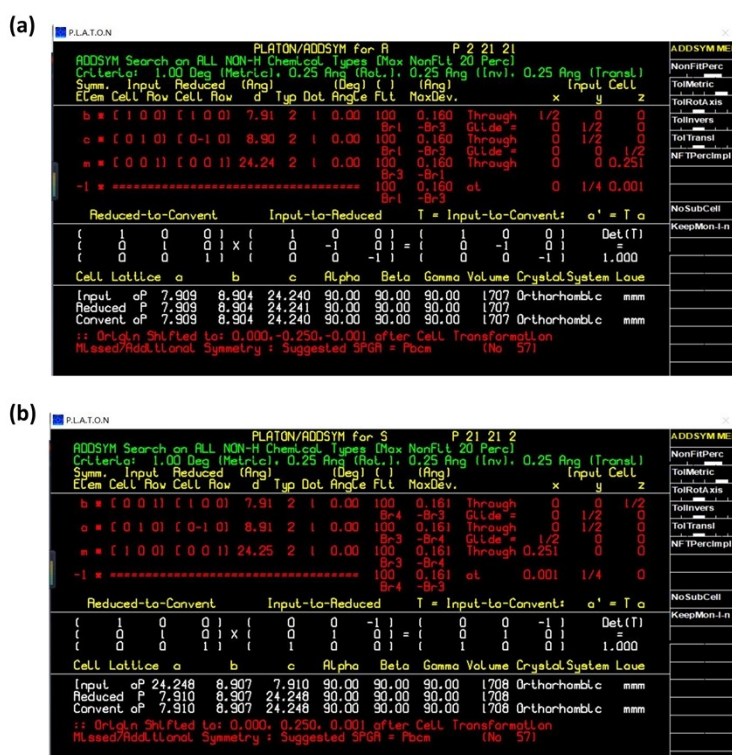 (a)
P.L.A.T.O.N
PLATON/ADDSYM for R P 2 21 21
ADDSYM Search on ALL NON-H Chemical Types (Max NonFit 20 Perc)
Criteria: 1.00 Deg (Metric), 0.25 Ang (Rot.), 0.25 Ang (Inv), 0.25 Ang (Transl)
Symm. Input Reduced (Ang) (Deg) ( ) (Ang) Input Cell
Elem Cell Row Cell Row d Typ Dot Angle Fit MaxDev. x y z
b * [ 1 0 0] [ 1 0 0] 7.91 2 1 0.00 100 0.160 Through 1/2 0 0
Br1 -Br3 Glide = 0 1/2 0
c * [ 0 1 0] [ 0-1 0] 8.90 2 1 0.00 100 0.160 Through 0 1/2 0
Br1 -Br3 Glide = 0 0 1/2
m * [ 0 0 1] [ 0 0 1] 24.24 2 1 0.00 100 0.160 Through 0 0 0.251
Br3 -Br1
-1 * =================================== 100 0.160 at 0 1/4 0.001
Br1 -Br3
Reduced-to-Convent Input-to-Reduced T = Input-to-Convent: a' = T a
( 1 0 0 ) ( 1 0 0 ) ( 1 0 0 ) Det(T)
( 0 1 0 ) X ( 0 -1 0 ) = ( 0 -1 0 ) =
( 0 0 1 ) ( 0 0 -1 ) ( 0 0 -1 ) 1.000
Cell Lattice a b c Alpha Beta Gamma Volume CrystalSystem Laue
Input oP 7.909 8.904 24.240 90.00 90.00 90.00 1707 Orthorhombic mmm
Reduced P 7.909 8.904 24.241 90.00 90.00 90.00 1707
Convent oP 7.909 8.904 24.240 90.00 90.00 90.00 1707 Orthorhombic mmm
:: Origin Shifted to: 0.000,-0.250,-0.001 after Cell Transformation
Missed/Additional Symmetry : Suggested SPGR = Pbcm (No 57)
ADDSYM ME
NonFitPerc
TolMetric
TolRotAxis
TolInvers
TolTransl
NFTPercImpl
NoSubCell
KeepMon-I-n
(b)
P.L.A.T.O.N
PLATON/ADDSYM for S P 21 21 2
ADDSYM Search on ALL NON-H Chemical Types (Max NonFit 20 Perc)
Criteria: 1.00 Deg (Metric), 0.25 Ang (Rot.), 0.25 Ang (Inv), 0.25 Ang (Transl)
Symm. Input Reduced (Ang) (Deg) ( ) (Ang) Input Cell
Elem Cell Row Cell Row d Typ Dot Angle Fit MaxDev. x y z
b * [ 0 0 1] [ 1 0 0] 7.91 2 1 0.00 100 0.161 Through 0 0 1/2
Br4 -Br3 Glide = 0 1/2 0
a * [ 0 1 0] [ 0-1 0] 8.91 2 1 0.00 100 0.161 Through 0 1/2 0
Br3 -Br4 Glide = 1/2 0 0
m * [ 1 0 0] [ 0 0 1] 24.25 2 1 0.00 100 0.161 Through 0.251 0 0
Br3 -Br4
-1 * =================================== 100 0.161 at 0.001 1/4 0
Br4 -Br3
Reduced-to-Convent Input-to-Reduced T = Input-to-Convent: a' = T a
( 1 0 0 ) ( 0 0 -1 ) ( 0 0 -1 ) Det(T)
( 0 1 0 ) X ( 0 1 0 ) = ( 0 1 0 ) =
( 0 0 1 ) ( 1 0 0 ) ( 1 0 0 ) 1.000
Cell Lattice a b c Alpha Beta Gamma Volume CrystalSystem Laue
Input oP 24.248 8.907 7.910 90.00 90.00 90.00 1708 Orthorhombic mmm
Reduced P 7.910 8.907 24.248 90.00 90.00 90.00 1708
Convent oP 7.910 8.907 24.248 90.00 90.00 90.00 1708 Orthorhombic mmm
:: Origin Shifted to: 0.000, 0.250, 0.001 after Cell Transformation
Missed/Additional Symmetry : Suggested SPGR = Pbcm (No 57)
ADDSYM ME
NonFitPerc
TolMetric
TolRotAxis
TolInvers
TolTransl
NFTPercImpl
NoSubCell
KeepMon-I-n